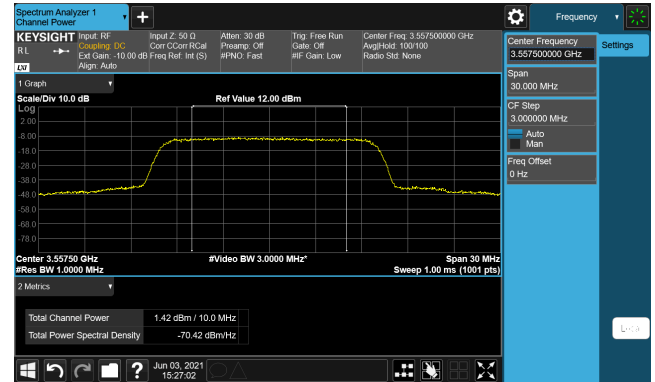 Spectrum Analyzer 1
Channel Power
Frequency
KEYSIGHT
RL
LXI
Input: RF
Coupling: DC
Ext Gain: -10.00 dB
Align: Auto
Input Z: 50 Ω
Corr CCorr RCal
Freq Ref: Int (S)
Atten: 30 dB
Preamp: Off
#PNO: Fast
Trig: Free Run
Gate: Off
#IF Gain: Low
Center Freq: 3.557500000 GHz
Avg|Hold: 100/100
Radio Std: None
Center Frequency
3.557500000 GHz
Settings
Span
30.000 MHz
CF Step
3.000000 MHz
Auto
Man
Freq Offset
0 Hz
1 Graph
Scale/Div 10.0 dB
Ref Value 12.00 dBm
Log
2.00
-8.00
-18.0
-28.0
-38.0
-48.0
-58.0
-68.0
-78.0
Center 3.55750 GHz
#Video BW 3.0000 MHz*
Span 30 MHz
#Res BW 1.0000 MHz
Sweep 1.00 ms (1001 pts)
2 Metrics
Total Channel Power
1.42 dBm / 10.0 MHz
Total Power Spectral Density
-70.42 dBm/Hz
Jun 03, 2021
15:27:02